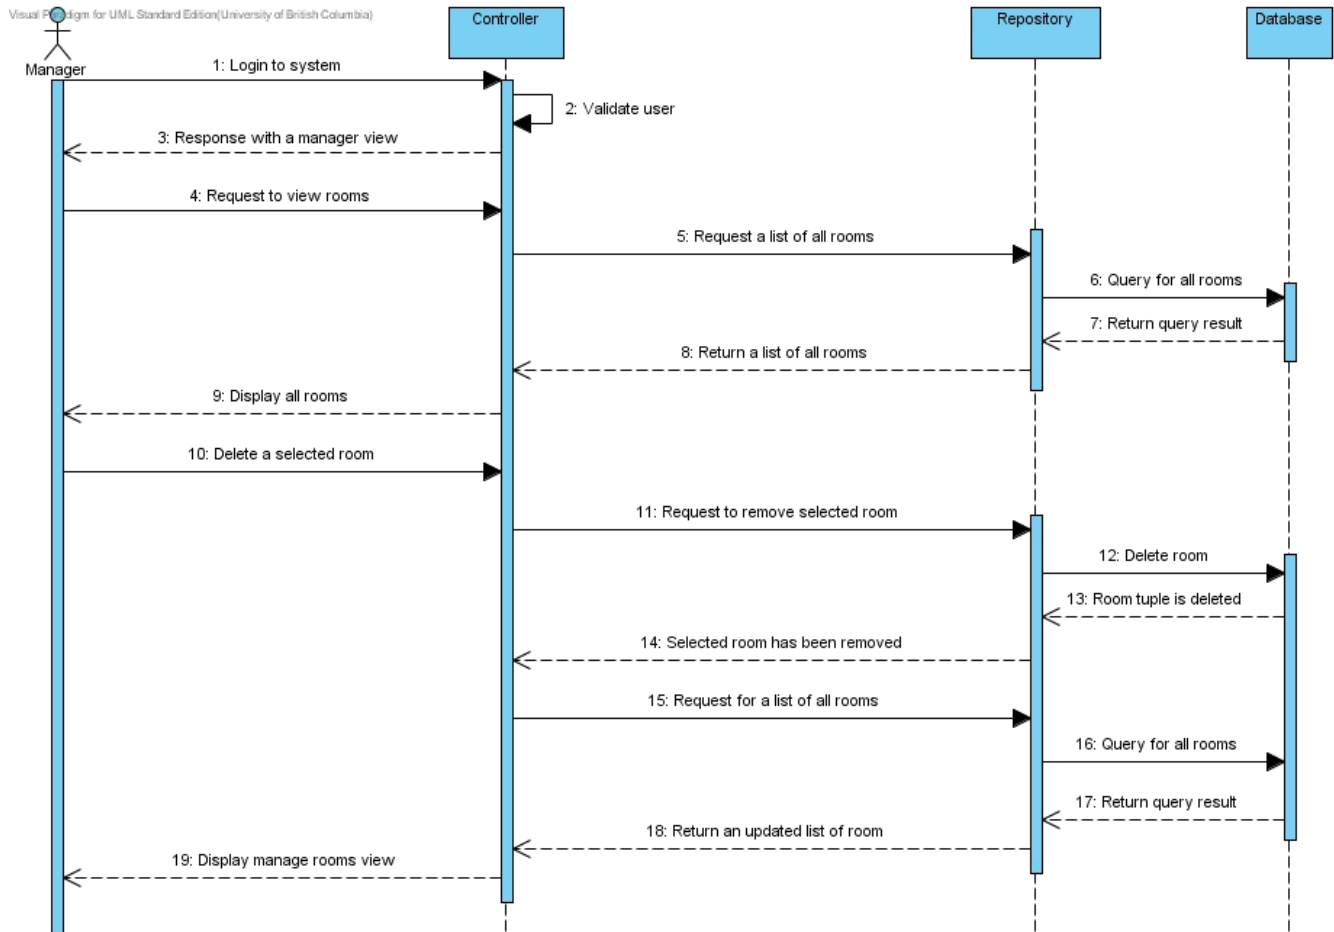 Visual Paradigm for UML Standard Edition(University of British Columbia)
Controller
Repository
Database
Manager
1: Login to system
2: Validate user
3: Response with a manager view
4: Request to view rooms
5: Request a list of all rooms
6: Query for all rooms
7: Return query result
8: Return a list of all rooms
9: Display all rooms
10: Delete a selected room
11: Request to remove selected room
12: Delete room
13: Room tuple is deleted
14: Selected room has been removed
15: Request for a list of all rooms
16: Query for all rooms
17: Return query result
18: Return an updated list of room
19: Display manage rooms view